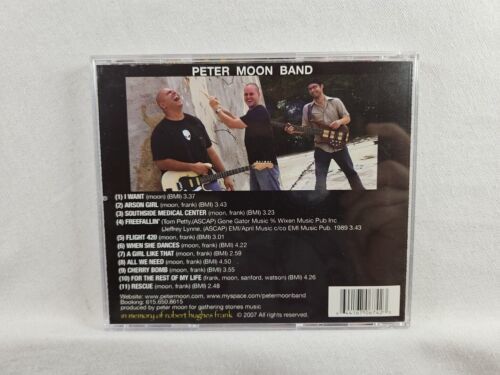 PETER MOON BAND
(1) I WANT (moon) (BMI) 3.37
(2) ARSON GIRL (moon, frank) (BMI) 3.43
(3) SOUTHSIDE MEDICAL CENTER (moon, frank) (BMI) 3.23
(4) FREEFALLIN' (Tom Petty,/ASCAP) Gone Gator Music % Wixen Music Pub Inc
Jeffrey Lynne. (ASCAP) EMI/April Music c/co EMI Music Pub. 1989 3.43
(5) FLIGHT 420 (moon, frank) (BMI) 3.01
(6) WHEN SHE DANCES (moon, frank) (BMI) 4.22
(7) A GIRL LIKE THAT (moon, frank) (BMI) 2.59
(8) ALL WE NEED (moon, frank) (BMI) 4.50
(9) CHERRY BOMB (moon, frank) (BMI) 3.55
(10) FOR THE REST OF MY LIFE (frank, moon, sanford, watson) (BMI) 4.26
(11) RESCUE (moon, frank) (BMI) 2.48
Website: www.petermoon.com, www.myspace.com/petermoonband
Booking: 615.650.8615
produced by peter moon for gathering stones music
in memory of robert hughes frank © 2007 All rights reserved.